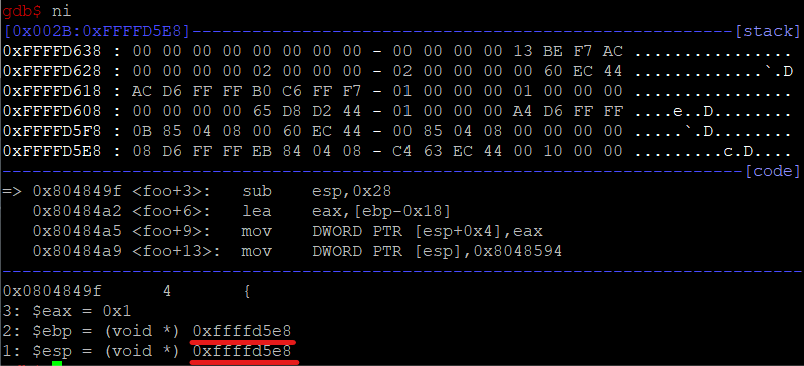 gdb$ ni
[0x002B:0xFFFFD5E8]------------------------------------------------------[stack]
0xFFFFD638 : 00 00 00 00 00 00 00 00 - 00 00 00 00 13 BE F7 AC ................
0xFFFFD628 : 00 00 00 00 02 00 00 00 - 02 00 00 00 00 60 EC 44 .............`.D
0xFFFFD618 : AC D6 FF FF B0 C6 FF F7 - 01 00 00 00 01 00 00 00 ................
0xFFFFD608 : 00 00 00 00 65 D8 D2 44 - 01 00 00 00 A4 D6 FF FF ....e..D........
0xFFFFD5F8 : 0B 85 04 08 00 60 EC 44 - 00 85 04 08 00 00 00 00 .....`.D........
0xFFFFD5E8 : 08 D6 FF FF EB 84 04 08 - C4 63 EC 44 00 10 00 00 .........c.D....
--------------------------------------------------------------------------[code]
=> 0x804849f <foo+3>: sub esp,0x28
0x80484a2 <foo+6>: lea eax,[ebp-0x18]
0x80484a5 <foo+9>: mov DWORD PTR [esp+0x4],eax
0x80484a9 <foo+13>: mov DWORD PTR [esp],0x8048594
--------------------------------------------------------------------------------
0x0804849f 4 {
3: $eax = 0x1
2: $ebp = (void *) 0xffffd5e8
1: $esp = (void *) 0xffffd5e8